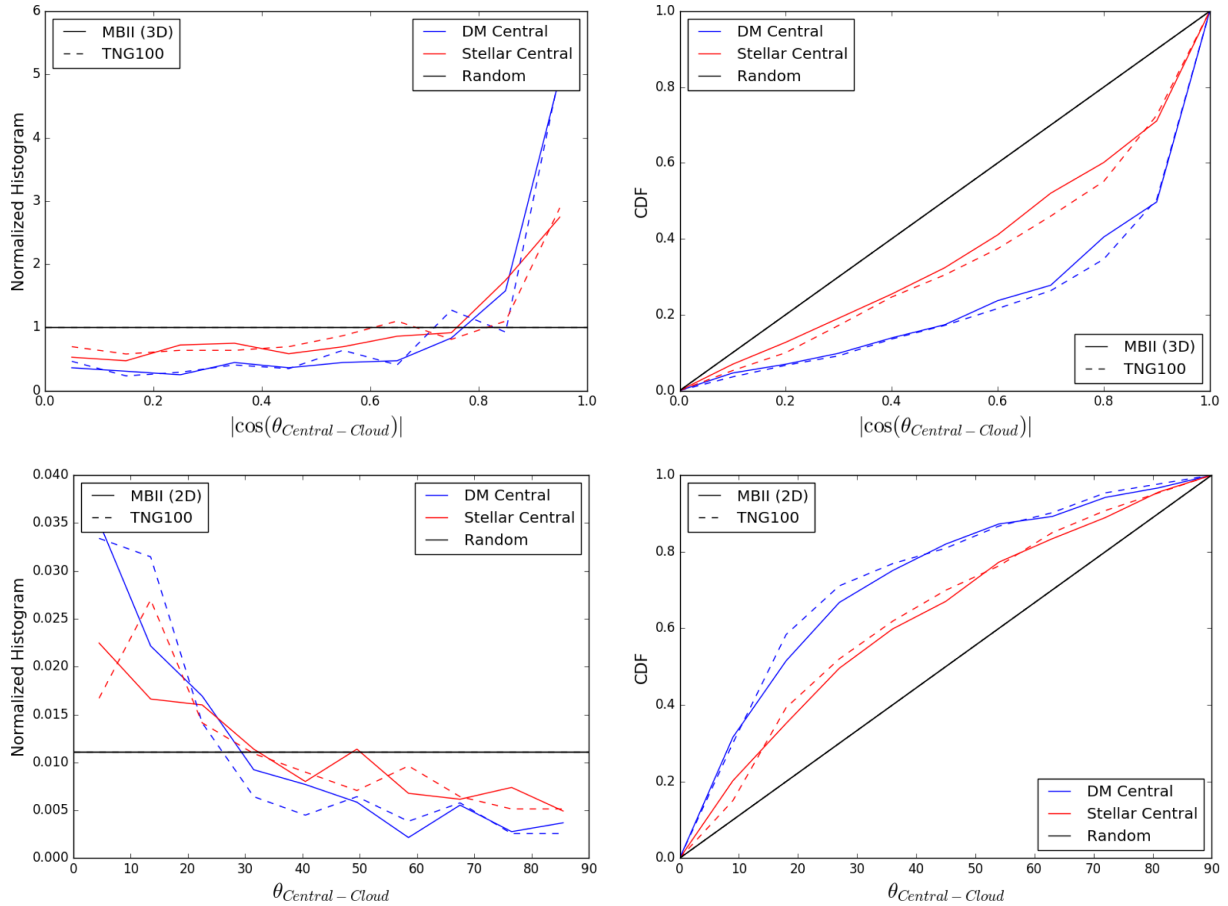 6
5
4
3
2
1
0
0.0 0.2 0.4 0.6 0.8 1.0
Normalized Histogram
|cos(θCentral−Cloud)|
MBII (3D)
TNG100
DM Central
Stellar Central
Random
1.0
0.8
0.6
0.4
0.2
0.0
0.0 0.2 0.4 0.6 0.8 1.0
CDF
|cos(θCentral−Cloud)|
DM Central
Stellar Central
Random
MBII (3D)
TNG100
0.040
0.035
0.030
0.025
0.020
0.015
0.010
0.005
0.000
0 10 20 30 40 50 60 70 80 90
Normalized Histogram
θCentral−Cloud
MBII (2D)
TNG100
DM Central
Stellar Central
Random
1.0
0.8
0.6
0.4
0.2
0.0
0 10 20 30 40 50 60 70 80 90
CDF
θCentral−Cloud
MBII (2D)
TNG100
DM Central
Stellar Central
Random